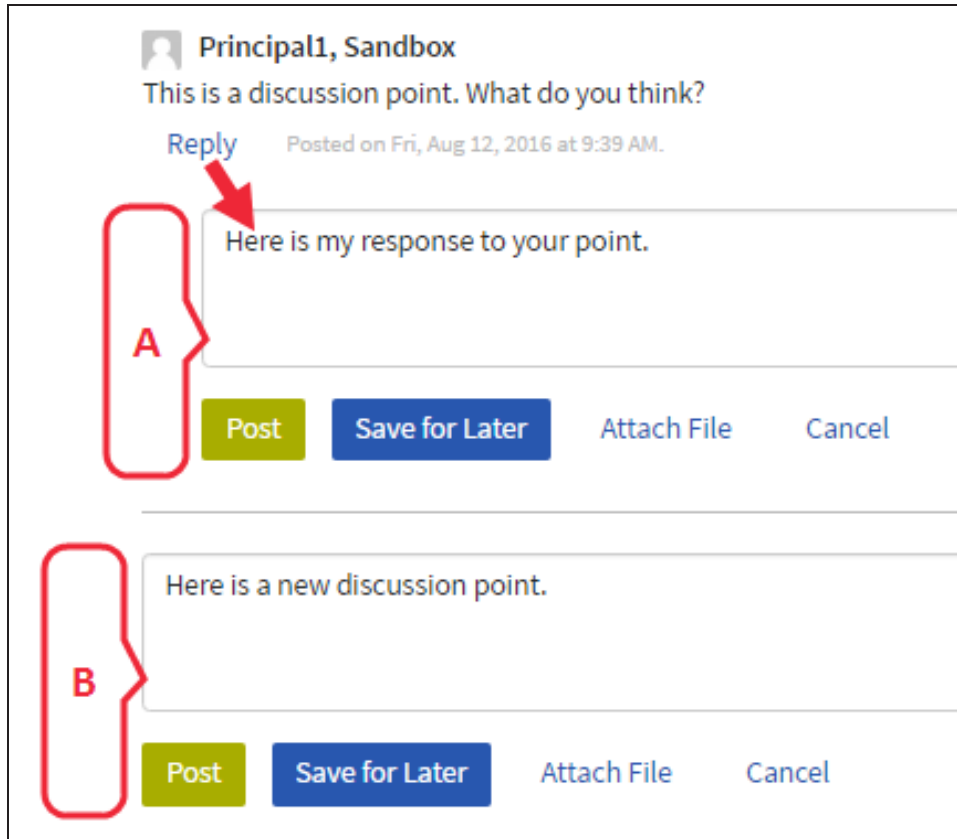 Principal1, Sandbox
This is a discussion point. What do you think?
Reply Posted on Fri, Aug 12, 2016 at 9:39 AM.
Here is my response to your point.
A
Post Save for Later Attach File Cancel
Here is a new discussion point.
B
Post Save for Later Attach File Cancel